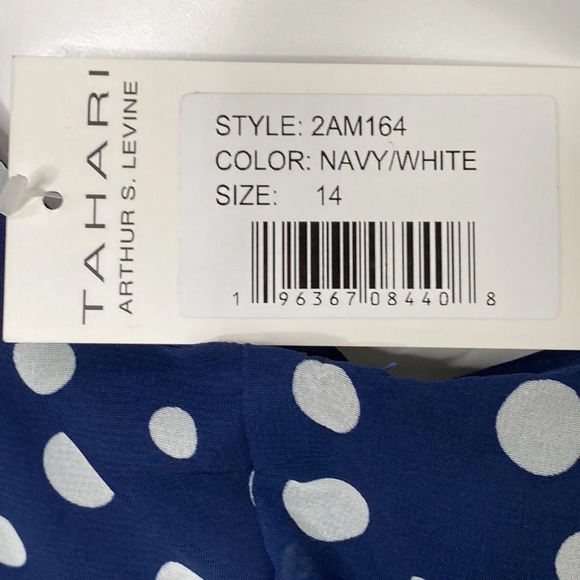 TAHARI
ARTHUR S. LEVINE
STYLE: 2AM164
COLOR: NAVY/WHITE
SIZE: 14
1 96367 08440 8